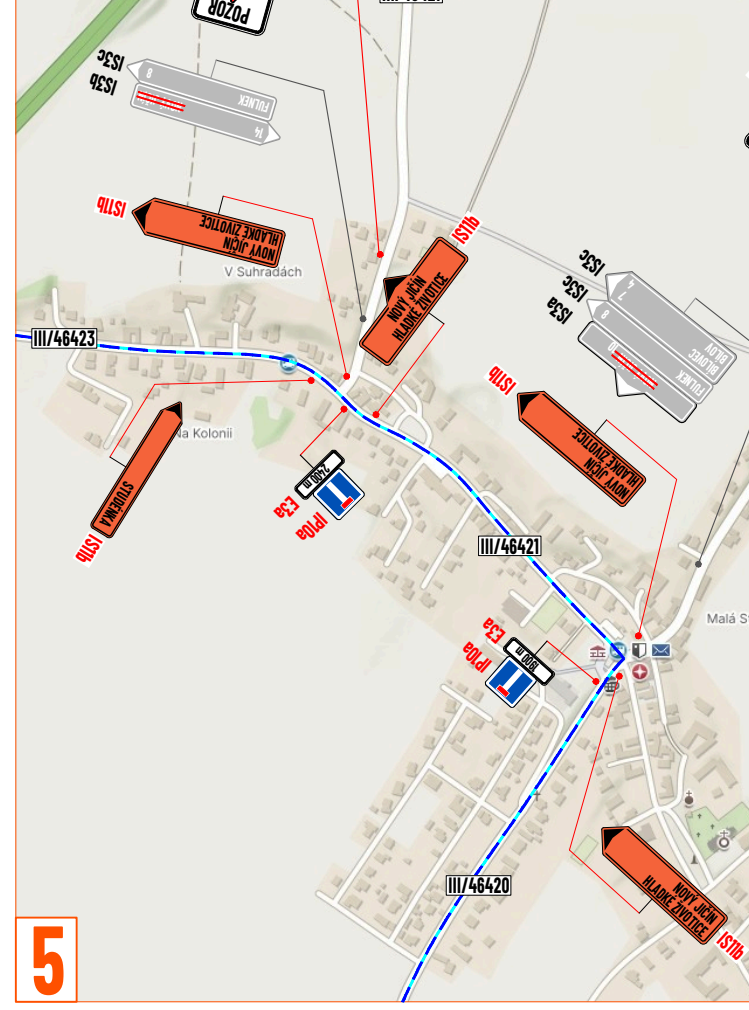 POZOR
IS3c
IS3b
8
FULNEK
14
IS11b
NOVÝ JIČÍN
HLADKÉ ŽIVOTICE
V Suhradách
IS11b
NOVÝ JIČÍN
HLADKÉ ŽIVOTICE
IS3c
IS3c
IS3a
4
7
8
10
BÍLOV
BÍLOVEC
FULNEK
III/46423
IS11b
NOVÝ JIČÍN
HLADKÉ ŽIVOTICE
Na Kolonii
STUDÉNKA
IS11b
2400 m
E3a
IP10a
III/46421
Malá S
E3a
1900 m
IP10a
III/46420
NOVÝ JIČÍN
HLADKÉ ŽIVOTICE
IS11b
5